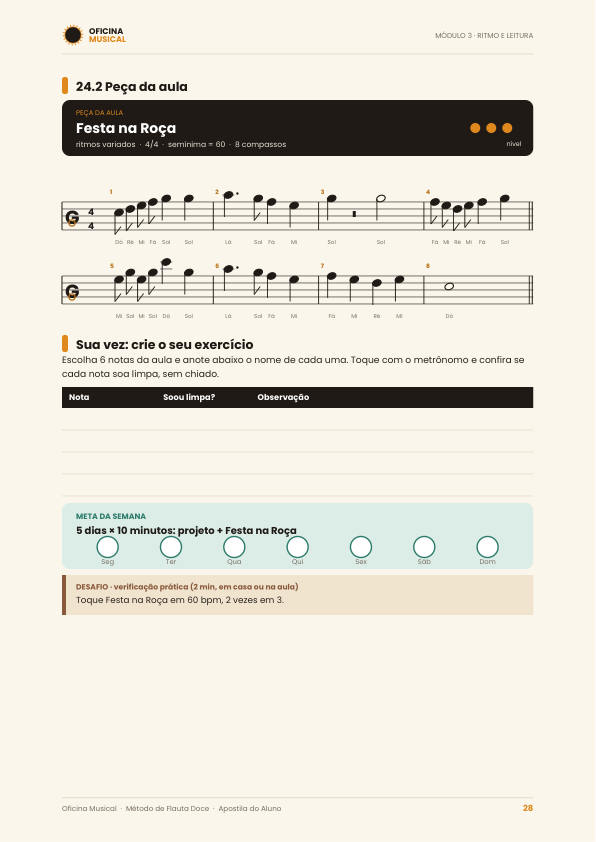 OFICINA
MUSICAL
MÓDULO 3 · RITMO E LEITURA
24.2 Peça da aula
PEÇA DA AULA
Festa na Roça
ritmos variados · 4/4 · semínima = 60 · 8 compassos
nível
1 2 3 4
G 4 4
Dó Ré Mi Fá Sol Sol Lá Sol Fá Mi Sol Sol Fá Mi Ré Mi Fá Sol
5 6 7 8
G
Mi Sol Mi Sol Dó Sol Lá Sol Fá Mi Fá Mi Ré Mi Dó
Sua vez: crie o seu exercício
Escolha 6 notas da aula e anote abaixo o nome de cada uma. Toque com o metrônomo e confira se
cada nota soa limpa, sem chiado.
Nota Soou limpa? Observação
META DA SEMANA
5 dias × 10 minutos: projeto + Festa na Roça
Seg Ter Qua Qui Sex Sáb Dom
DESAFIO · verificação prática (2 min, em casa ou na aula)
Toque Festa na Roça em 60 bpm, 2 vezes em 3.
Oficina Musical · Método de Flauta Doce · Apostila do Aluno
28